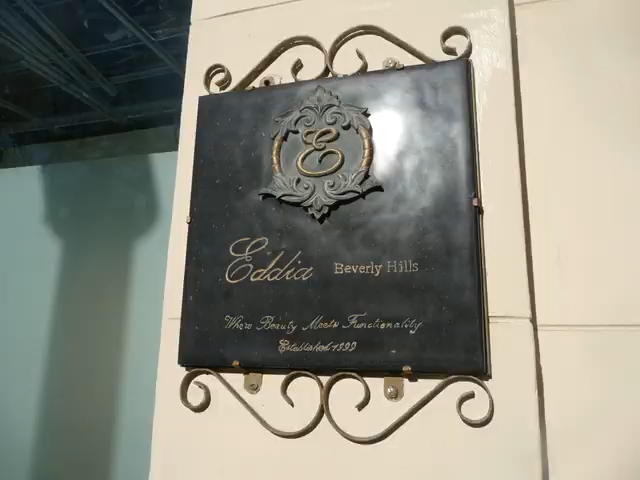 E
Eddia Beverly Hills
Where Beauty Meets Functionality
Established 1999